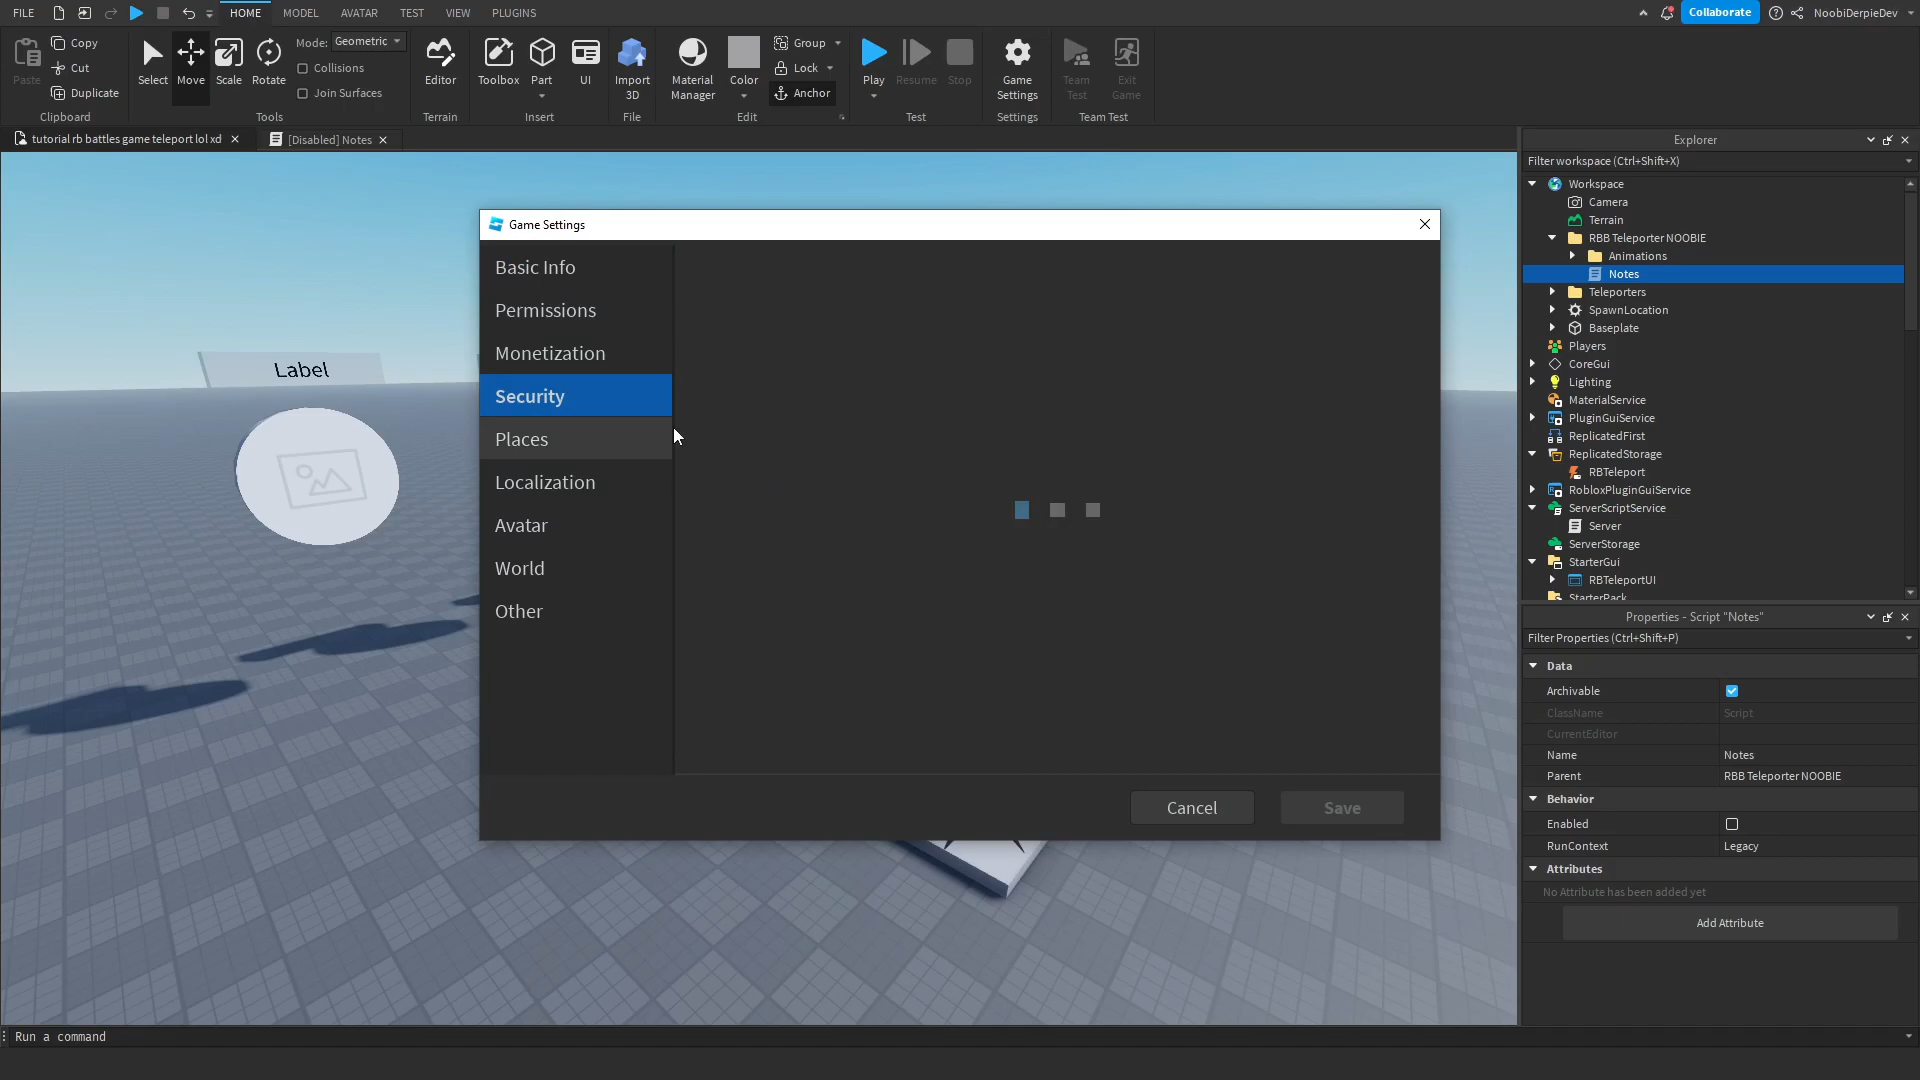 FILE
HOME
MODEL
AVATAR
TEST
VIEW
PLUGINS
Collaborate
NoobiDerpieDev
Paste
Copy
Cut
Duplicate
Clipboard
Select
Move
Scale
Rotate
Mode: Geometric
Collisions
Join Surfaces
Tools
Editor
Terrain
Toolbox
Part
UI
Insert
Import
3D
File
Material
Manager
Color
Group
Lock
Anchor
Edit
Play
Resume
Stop
Test
Game
Settings
Settings
Team
Test
Exit
Game
Team Test
tutorial rb battles game teleport lol xd
[Disabled] Notes
Label
Game Settings
Basic Info
Permissions
Monetization
Security
Places
Localization
Avatar
World
Other
Cancel
Save
Explorer
Filter workspace (Ctrl+Shift+X)
Workspace
Camera
Terrain
RBB Teleporter NOOBIE
Animations
Notes
Teleporters
SpawnLocation
Baseplate
Players
CoreGui
Lighting
MaterialService
PluginGuiService
ReplicatedFirst
ReplicatedStorage
RBTeleport
RobloxPluginGuiService
ServerScriptService
Server
ServerStorage
StarterGui
RBTeleportUI
StarterPack
Properties - Script "Notes"
Filter Properties (Ctrl+Shift+P)
Data
Archivable
ClassName Script
CurrentEditor
Name Notes
Parent RBB Teleporter NOOBIE
Behavior
Enabled
RunContext Legacy
Attributes
No Attribute has been added yet
Add Attribute
Run a command